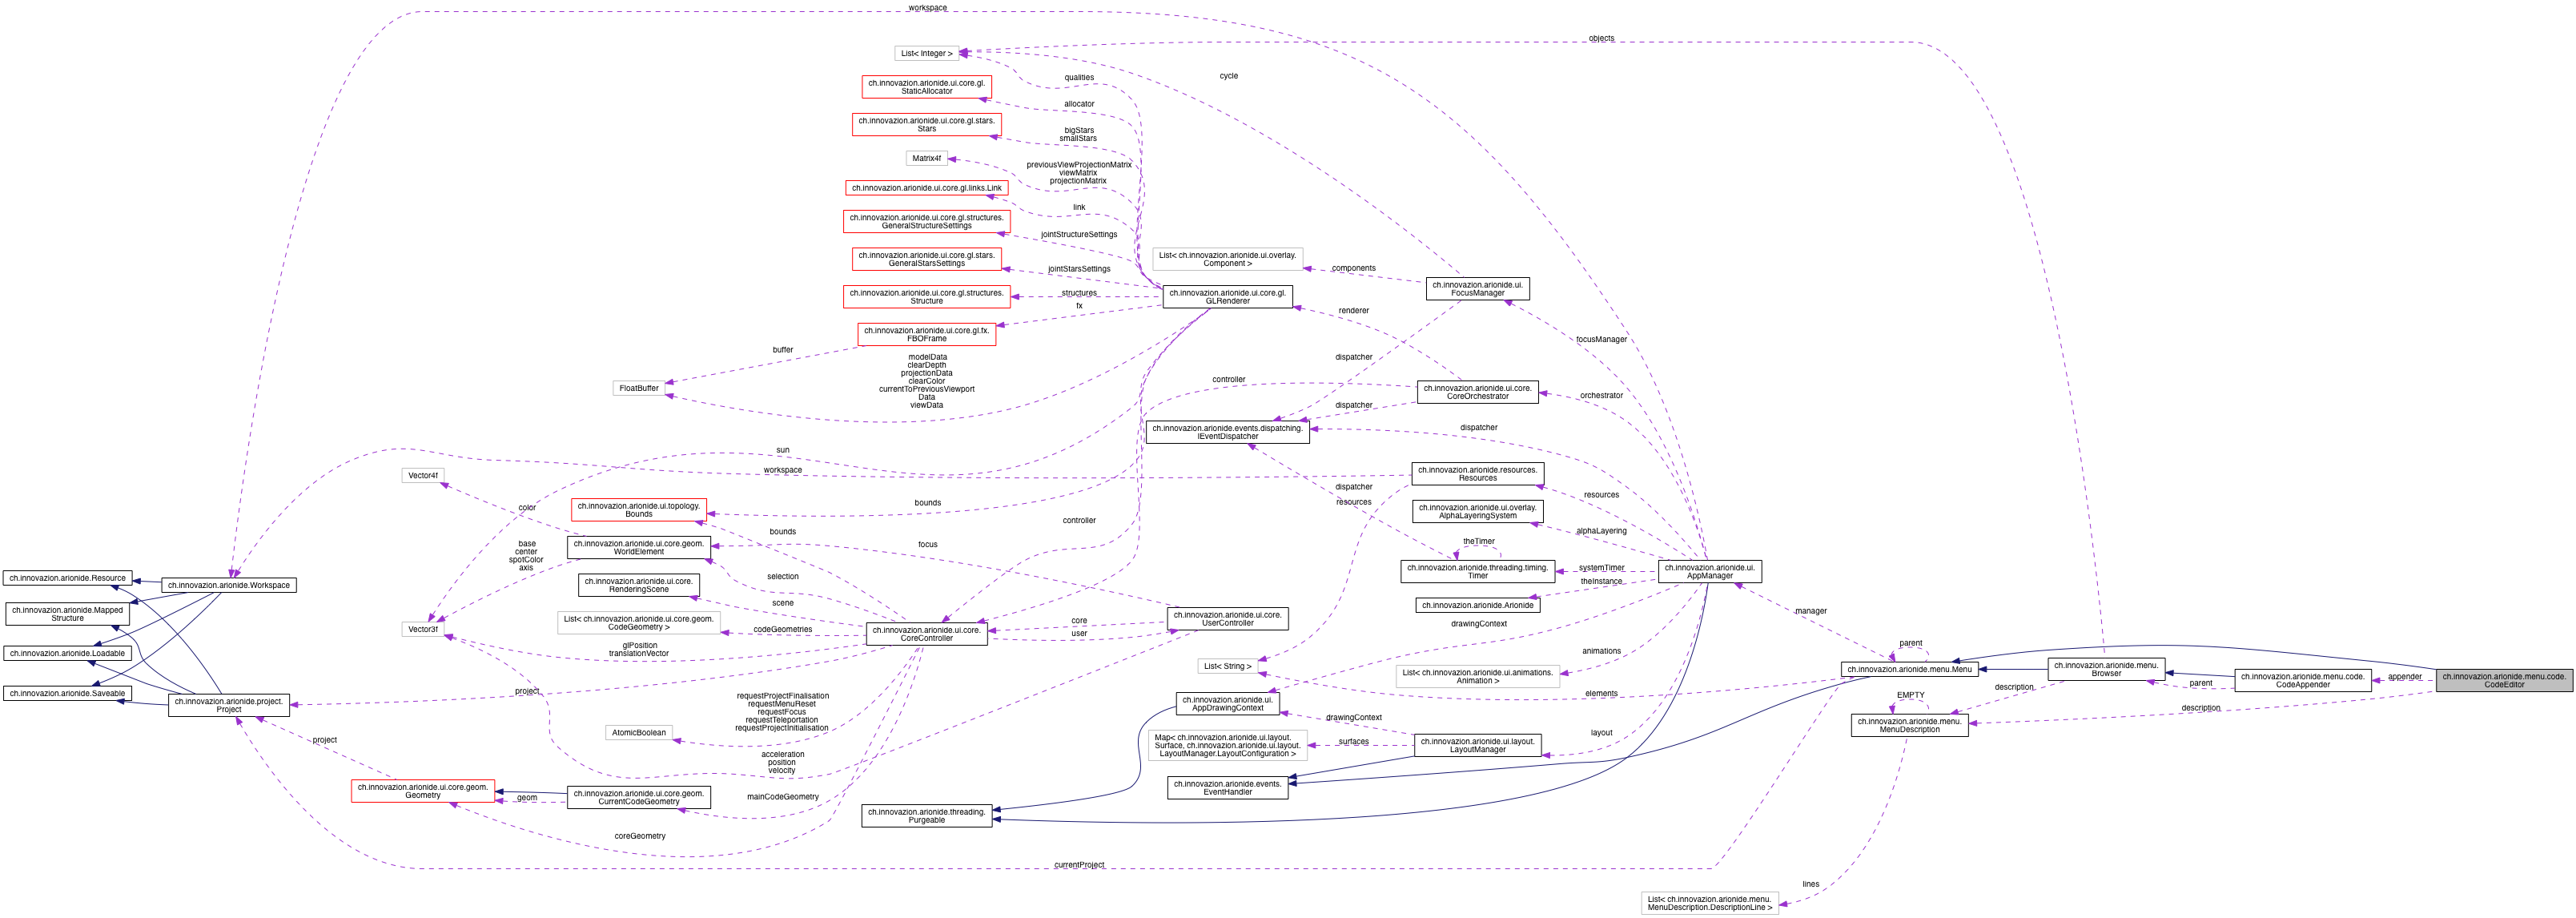 workspace
objects
List< Integer >
cycle
qualities
ch.innovazion.arionide.ui.core.gl.
StaticAllocator
allocator
ch.innovazion.arionide.ui.core.gl.stars.
Stars
bigStars
smallStars
Matrix4f
previousViewProjectionMatrix
viewMatrix
projectionMatrix
ch.innovazion.arionide.ui.core.gl.links.Link
link
ch.innovazion.arionide.ui.core.gl.structures.
GeneralStructureSettings
jointStructureSettings
ch.innovazion.arionide.ui.core.gl.stars.
GeneralStarsSettings
jointStarsSettings
List< ch.innovazion.arionide.ui.overlay.
Component >
components
ch.innovazion.arionide.ui.
FocusManager
ch.innovazion.arionide.ui.core.gl.structures.
Structure
structures
fx
ch.innovazion.arionide.ui.core.gl.
GLRenderer
renderer
ch.innovazion.arionide.ui.core.gl.fx.
FBOFrame
focusManager
buffer
dispatcher
modelData
clearDepth
projectionData
clearColor
currentToPreviousViewport
Data
viewData
FloatBuffer
controller
ch.innovazion.arionide.ui.core.
CoreOrchestrator
orchestrator
dispatcher
ch.innovazion.arionide.events.dispatching.
IEventDispatcher
dispatcher
sun
workspace
Vector4f
ch.innovazion.arionide.resources.
Resources
dispatcher
resources
resources
color
ch.innovazion.arionide.ui.topology.
Bounds
bounds
ch.innovazion.arionide.ui.overlay.
AlphaLayeringSystem
controller
bounds
alphaLayering
base
center
spotColor
axis
ch.innovazion.arionide.ui.core.geom.
WorldElement
focus
theTimer
ch.innovazion.arionide.threading.timing.
Timer
systemTimer
theInstance
ch.innovazion.arionide.ui.
AppManager
selection
ch.innovazion.arionide.Resource
ch.innovazion.arionide.Workspace
ch.innovazion.arionide.ui.core.
RenderingScene
scene
ch.innovazion.arionide.Arionide
ch.innovazion.arionide.Mapped
Structure
List< ch.innovazion.arionide.ui.core.geom.
CodeGeometry >
codeGeometries
ch.innovazion.arionide.ui.core.
CoreController
core
user
ch.innovazion.arionide.ui.core.
UserController
manager
drawingContext
Vector3f
glPosition
translationVector
parent
ch.innovazion.arionide.Loadable
animations
List< String >
List< ch.innovazion.arionide.ui.animations.
Animation >
ch.innovazion.arionide.menu.Menu
ch.innovazion.arionide.menu.
Browser
ch.innovazion.arionide.menu.code.
CodeAppender
parent
appender
ch.innovazion.arionide.menu.code.
CodeEditor
ch.innovazion.arionide.Saveable
ch.innovazion.arionide.project.
Project
project
requestProjectFinalisation
requestMenuReset
requestFocus
requestTeleportation
requestProjectInitialisation
elements
ch.innovazion.arionide.ui.
AppDrawingContext
description
EMPTY
description
ch.innovazion.arionide.menu.
MenuDescription
drawingContext
AtomicBoolean
project
Map< ch.innovazion.arionide.ui.layout.
Surface, ch.innovazion.arionide.ui.layout.
LayoutManager.LayoutConfiguration >
surfaces
ch.innovazion.arionide.ui.layout.
LayoutManager
layout
acceleration
position
velocity
ch.innovazion.arionide.ui.core.geom.
Geometry
geom
ch.innovazion.arionide.ui.core.geom.
CurrentCodeGeometry
mainCodeGeometry
ch.innovazion.arionide.events.
EventHandler
ch.innovazion.arionide.threading.
Purgeable
coreGeometry
currentProject
lines
List< ch.innovazion.arionide.menu.
MenuDescription.DescriptionLine >